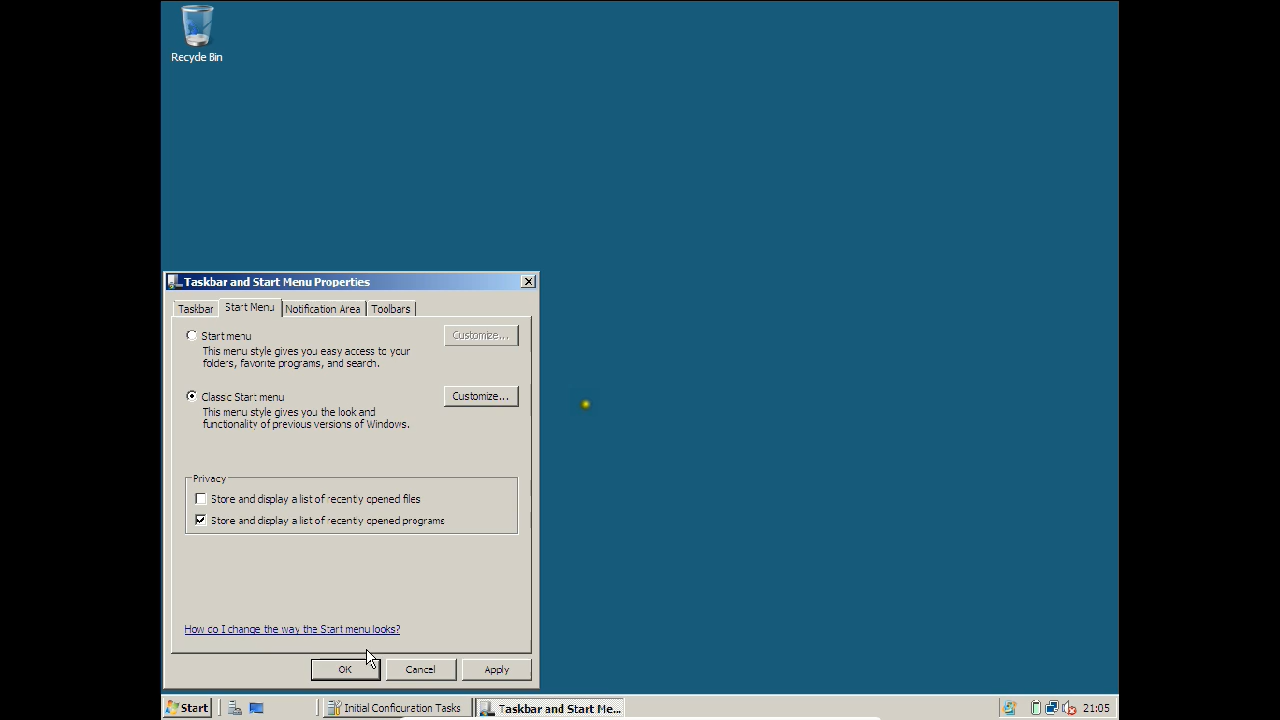 Recycle Bin
Taskbar and Start Menu Properties
Taskbar
Start Menu
Notification Area
Toolbars
Start menu
Customize...
This menu style gives you easy access to your
folders, favorite programs, and search.
Classic Start menu
Customize...
This menu style gives you the look and
functionality of previous versions of Windows.
Privacy
Store and display a list of recently opened files
Store and display a list of recently opened programs
How do I change the way the Start menu looks?
OK
Cancel
Apply
Start
Initial Configuration Tasks
Taskbar and Start Me...
21:05